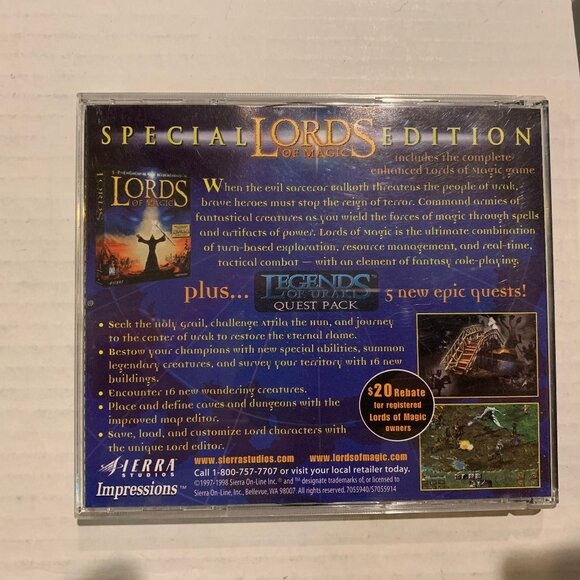 SPECIAL LORDS OF MAGIC EDITION
includes the complete
enhanced Lords of Magic game
LORDS
OF MAGIC
When the evil sorceror Balkoth threatens the people of Urak,
brave heroes must stop the reign of terror. Command armies of
fantastical creatures as you wield the forces of magic through spells
and artifacts of power. Lords of Magic is the ultimate combination
of turn-based exploration, resource management, and real-time,
tactical combat — with an element of fantasy role-playing.
plus... LEGENDS OF URAK QUEST PACK 5 new epic quests!
• Seek the Holy Grail, challenge Attila the Hun, and journey
to the center of Urak to restore the Eternal Flame.
• Bestow your champions with new special abilities, summon
legendary creatures, and survey your territory with 16 new
buildings.
• Encounter 16 new wandering creatures.
• Place and define caves and dungeons with the
improved map editor.
• Save, load, and customize Lord characters with
the unique Lord editor.
$20 Rebate
for registered
Lords of Magic
owners
SIERRA
STUDIOS
Impressions™
www.sierrastudios.com www.lordsofmagic.com
Call 1-800-757-7707 or visit your local retailer today.
©1997-1998 Sierra On-Line Inc. ® and ™ designate trademarks of, or licensed to
Sierra On-Line, Inc., Bellevue, WA 98007. All rights reserved. 7055940/S7055914